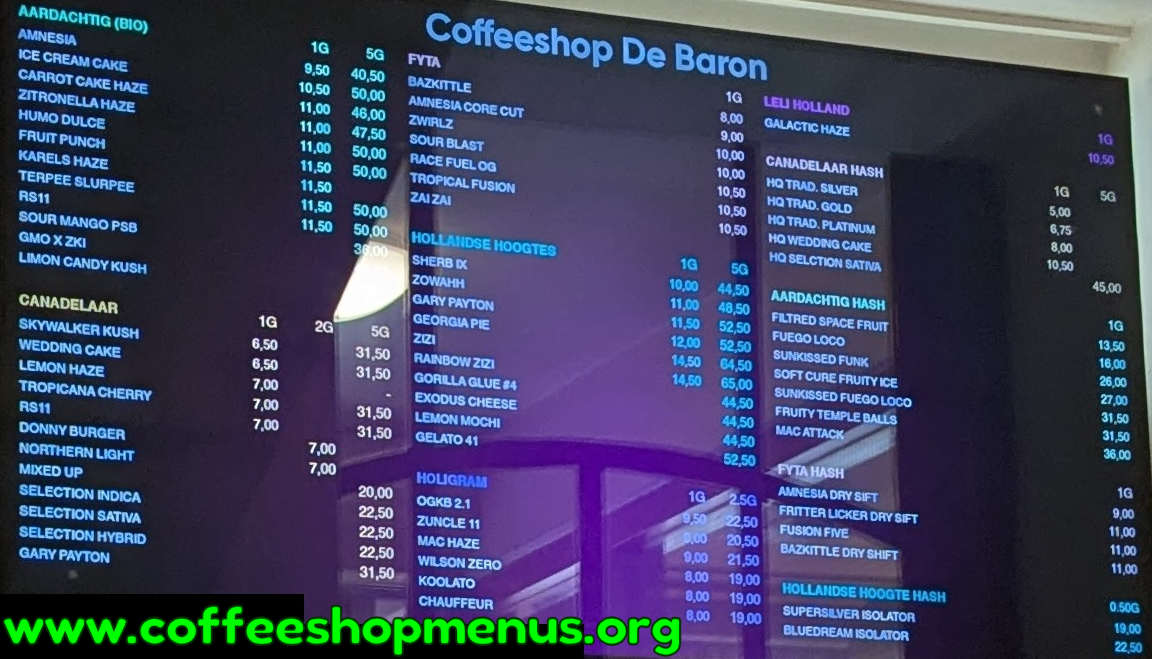 Coffeeshop De Baron
AARDACHTIG (BIO) 1G 5G
AMNESIA 9,50 40,50
ICE CREAM CAKE 10,50 50,00
CARROT CAKE HAZE 11,00 46,00
ZITRONELLA HAZE 11,00 47,50
HUMO DULCE 11,00 50,00
FRUIT PUNCH 11,50 50,00
KARELS HAZE 11,50
TERPEE SLURPEE 11,50 50,00
RS11 11,50 50,00
SOUR MANGO PSB 36,00
GMO X ZKI
LIMON CANDY KUSH
CANADELAAR 1G 2G 5G
SKYWALKER KUSH 6,50 31,50
WEDDING CAKE 6,50 31,50
LEMON HAZE 7,00 -
TROPICANA CHERRY 7,00 31,50
RS11 7,00 31,50
DONNY BURGER 7,00
NORTHERN LIGHT 7,00
MIXED UP 20,00
SELECTION INDICA 22,50
SELECTION SATIVA 22,50
SELECTION HYBRID 22,50
GARY PAYTON 31,50
FYTA 1G
BAZKITTLE 8,00
AMNESIA CORE CUT 9,00
ZWIRLZ 10,00
SOUR BLAST 10,00
RACE FUEL OG 10,50
TROPICAL FUSION 10,50
ZAI ZAI 10,50
HOLLANDSE HOOGTES 1G 5G
SHERB IX 10,00 44,50
ZOWAHH 11,00 48,50
GARY PAYTON 11,50 52,50
GEORGIA PIE 12,00 52,50
ZIZI 14,50 64,50
RAINBOW ZIZI 14,50 65,00
GORILLA GLUE #4 44,50
EXODUS CHEESE 44,50
LEMON MOCHI 44,50
GELATO 41 52,50
HOLIGRAM 1G 2.5G
OGKB 2.1 9,50 22,50
ZUNCLE 11 9,00 20,50
MAC HAZE 9,00 21,50
WILSON ZERO 8,00 19,00
KOOLATO 8,00 19,00
CHAUFFEUR 8,00 19,00
LELI HOLLAND 1G
GALACTIC HAZE 10,50
CANADELAAR HASH 1G 5G
HQ TRAD. SILVER 5,00
HQ TRAD. GOLD 6,75
HQ TRAD. PLATINUM 8,00
HQ WEDDING CAKE 10,50
HQ SELCTION SATIVA 45,00
AARDACHTIG HASH 1G
FILTRED SPACE FRUIT 13,50
FUEGO LOCO 16,00
SUNKISSED FUNK 26,00
SOFT CURE FRUITY ICE 27,00
SUNKISSED FUEGO LOCO 31,50
FRUITY TEMPLE BALLS 31,50
MAC ATTACK 36,00
FYTA HASH 1G
AMNESIA DRY SIFT 9,00
FRITTER LICKER DRY SIFT 11,00
FUSION FIVE 11,00
BAZKITTLE DRY SHIFT 11,00
HOLLANDSE HOOGTE HASH 0.50G
SUPERSILVER ISOLATOR 19,00
BLUEDREAM ISOLATOR 22,50
www.coffeeshopmenus.org